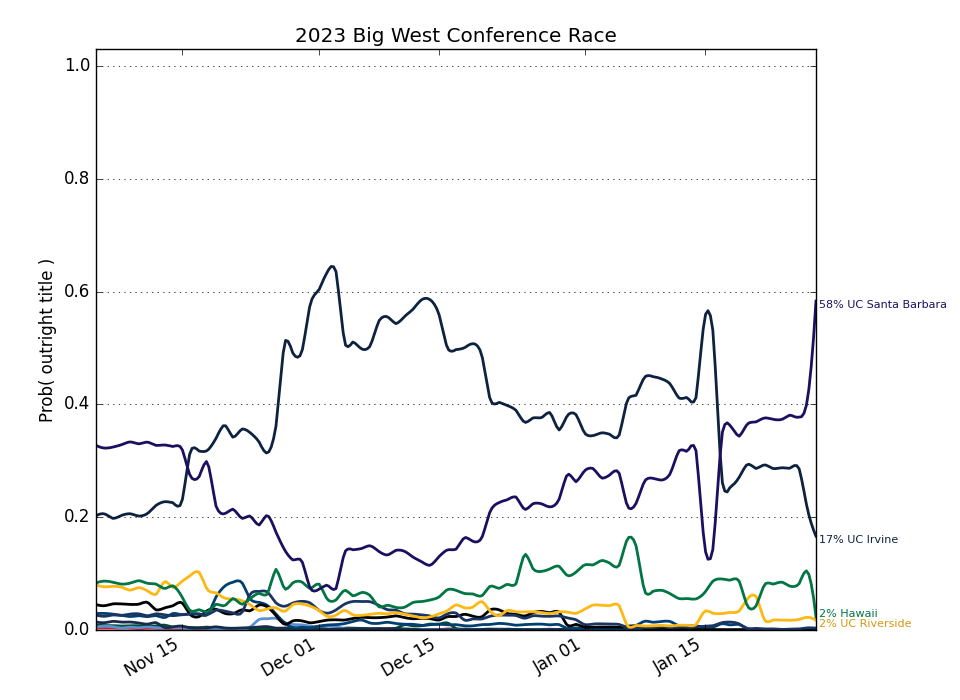 2023 Big West Conference Race
1.0
0.8
0.6
0.4
0.2
0.0
Prob( outright title )
58% UC Santa Barbara
17% UC Irvine
2% Hawaii
2% UC Riverside
Nov 15
Dec 01
Dec 15
Jan 01
Jan 15